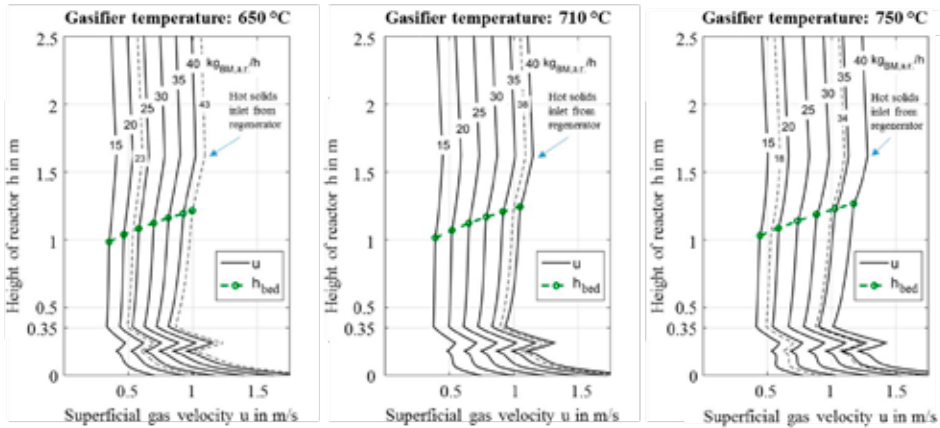 Gasifier temperature: 650 °C
2.5
2
1.5
1
0.5
0.35
0
Height of reactor h in m
15
20
23
25
30
35
40 kg_BM,a.r./h
43
Hot solids
inlet from
regenerator
u
h_bed
0.5
1
1.5
Superficial gas velocity u in m/s
Gasifier temperature: 710 °C
2.5
2
1.5
1
0.5
0.35
0
Height of reactor h in m
15
20
25
30
35
38
40 kg_BM,a.r./h
Hot solids
inlet from
regenerator
u
h_bed
0.5
1
1.5
Superficial gas velocity u in m/s
Gasifier temperature: 750 °C
2.5
2
1.5
1
0.5
0.35
0
Height of reactor h in m
15
18
20
25
30
34
35
40 kg_BM,a.r./h
Hot solids
inlet from
regenerator
u
h_bed
0.5
1
1.5
Superficial gas velocity u in m/s